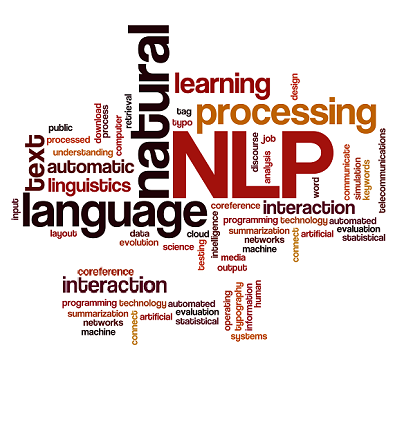 natural
learning
design
processing
download
process
computer
retrieval
tag
typo
public
processed
understanding
text
automatic
linguistics
NLP
discourse
analysis
job
word
communicate
simulation
keywords
telecommunications
input
language
coreference interaction
programming technology automated
summarization evaluation
networks connect artificial statistical
machine
layout
data
evolution
cloud
science
testing
intelligence
media
output
coreference
interaction
programming technology automated
summarization evaluation
networks connect artificial statistical
machine
operating
typography
information
human
systems